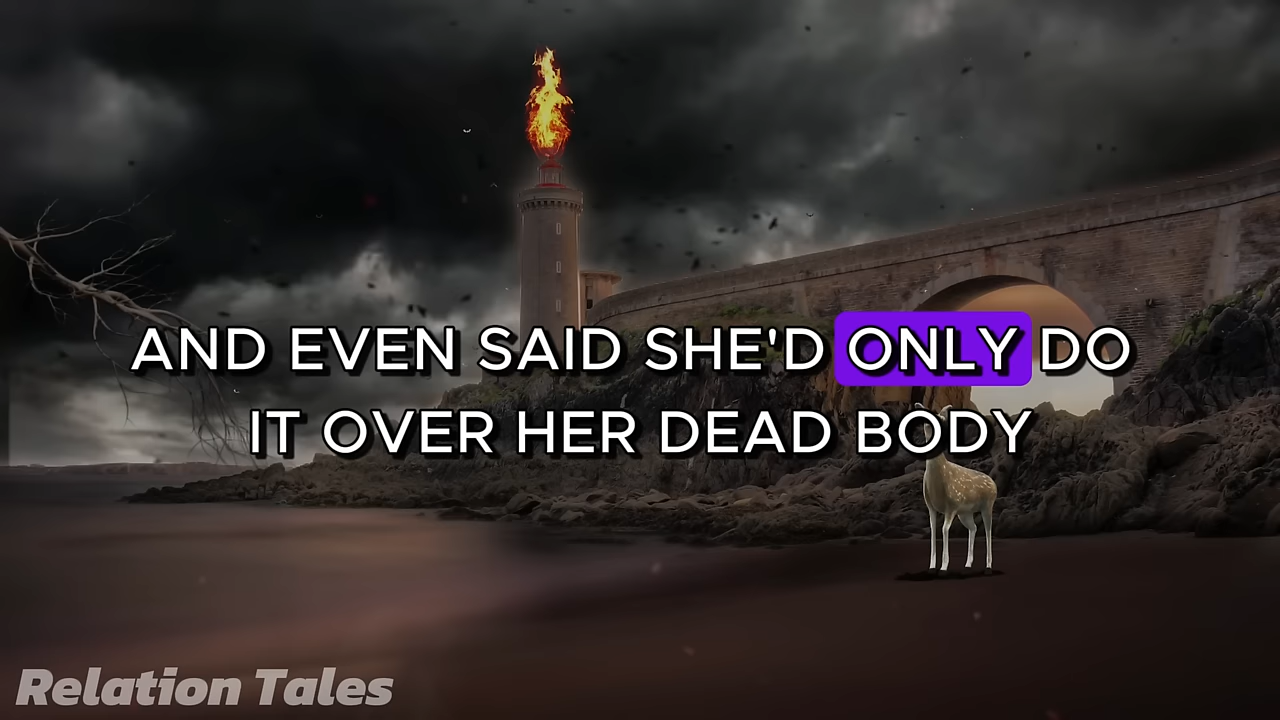 AND EVEN SAID SHE'D ONLY DO
IT OVER HER DEAD BODY
Relation Tales